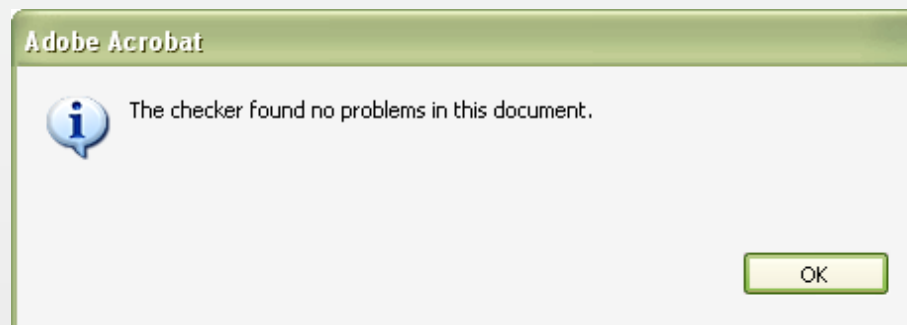 Adobe Acrobat
The checker found no problems in this document.
OK